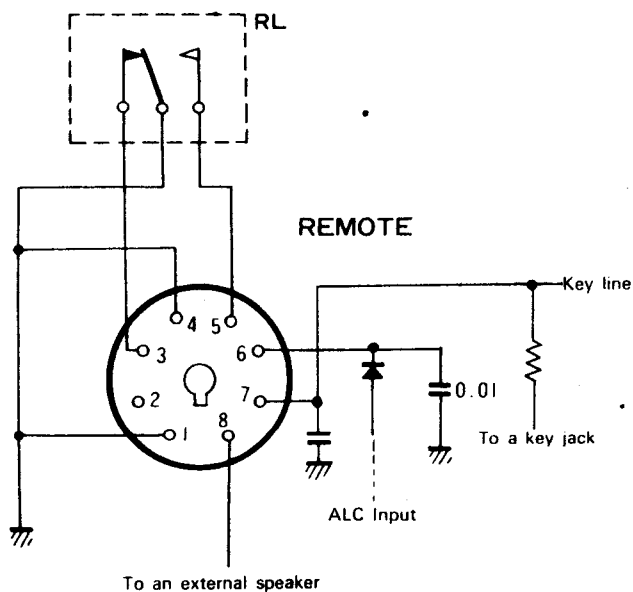 RL
REMOTE
Key line
4
5
3
6
2
7
0.01
1
8
To a key jack
ALC Input
To an external speaker